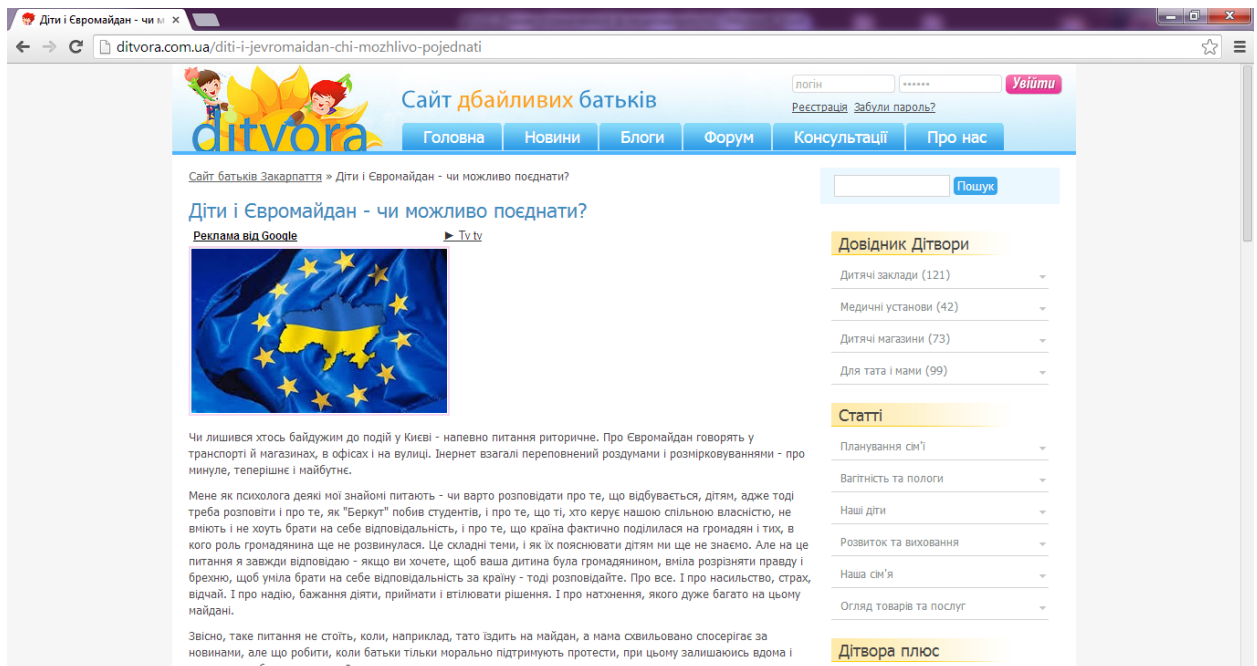 Діти і Євромайдан - чи м
ditvora.com.ua/diti-i-jevromaidan-chi-mozhlivo-pojednati
ditvora
Сайт дбайливих батьків
логін
••••••
Увійти
Реєстрація Забули пароль?
Головна Новини Блоги Форум Консультації Про нас
Сайт батьків Закарпаття » Діти і Євромайдан - чи можливо поєднати?
Діти і Євромайдан - чи можливо поєднати?
Реклама від Google ► Tv tv
Чи лишився хтось байдужим до подій у Києві - напевно питання риторичне. Про Євромайдан говорять у
транспорті й магазинах, в офісах і на вулиці. Інернет взагалі переповнений роздумами і розмірковуваннями - про
минуле, теперішнє і майбутнє.
Мене як психолога деякі мої знайомі питають - чи варто розповідати про те, що відбувається, дітям, адже тоді
треба розповіти і про те, як "Беркут" побив студентів, і про те, що ті, хто керує нашою спільною власністю, не
вміють і не хоуть брати на себе відповідальність, і про те, що країна фактично поділилася на громадян і тих, в
кого роль громадянина ще не розвинулася. Це складні теми, і як їх пояснювати дітям ми ще не знаємо. Але на це
питання я завжди відповідаю - якщо ви хочете, щоб ваша дитина була громадянином, вміла розрізняти правду і
брехню, щоб уміла брати на себе відповідальність за країну - тоді розповідайте. Про все. І про насильство, страх,
відчай. І про надію, бажання діяти, приймати і втілювати рішення. І про натхнення, якого дуже багато на цьому
майдані.
Звісно, таке питання не стоїть, коли, наприклад, тато їздить на майдан, а мама схвильовано спосерігає за
новинами, але що робити, коли батьки тільки морально підтримують протести, при цьому залишаюись вдома і
Пошук
Довідник Дітвори
Дитячі заклади (121)
Медичні установи (42)
Дитячі магазини (73)
Для тата і мами (99)
Статті
Планування сім'ї
Вагітність та пологи
Наші діти
Розвиток та виховання
Наша сім'я
Огляд товарів та послуг
Дітвора плюс